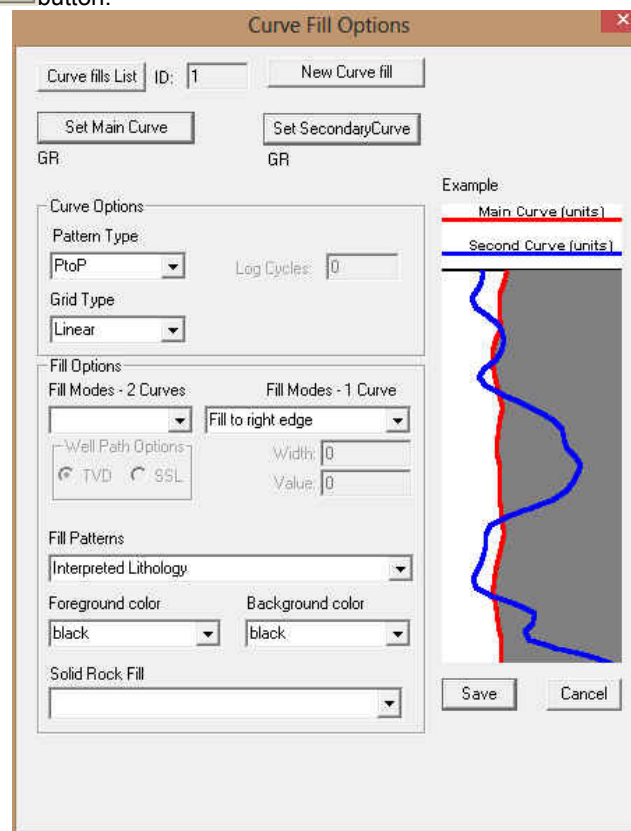 button.
Curve Fill Options
Curve fills List ID: 1 New Curve fill
Set Main Curve Set SecondaryCurve
GR GR
Example
Main Curve (units)
Second Curve (units)
Curve Options
Pattern Type
PtoP Log Cycles: 0
Grid Type
Linear
Fill Options
Fill Modes - 2 Curves Fill Modes - 1 Curve
Fill to right edge
Well Path Options Width: 0
TVD SSL Value: 0
Fill Patterns
Interpreted Lithology
Foreground color Background color
black black
Solid Rock Fill
Save Cancel